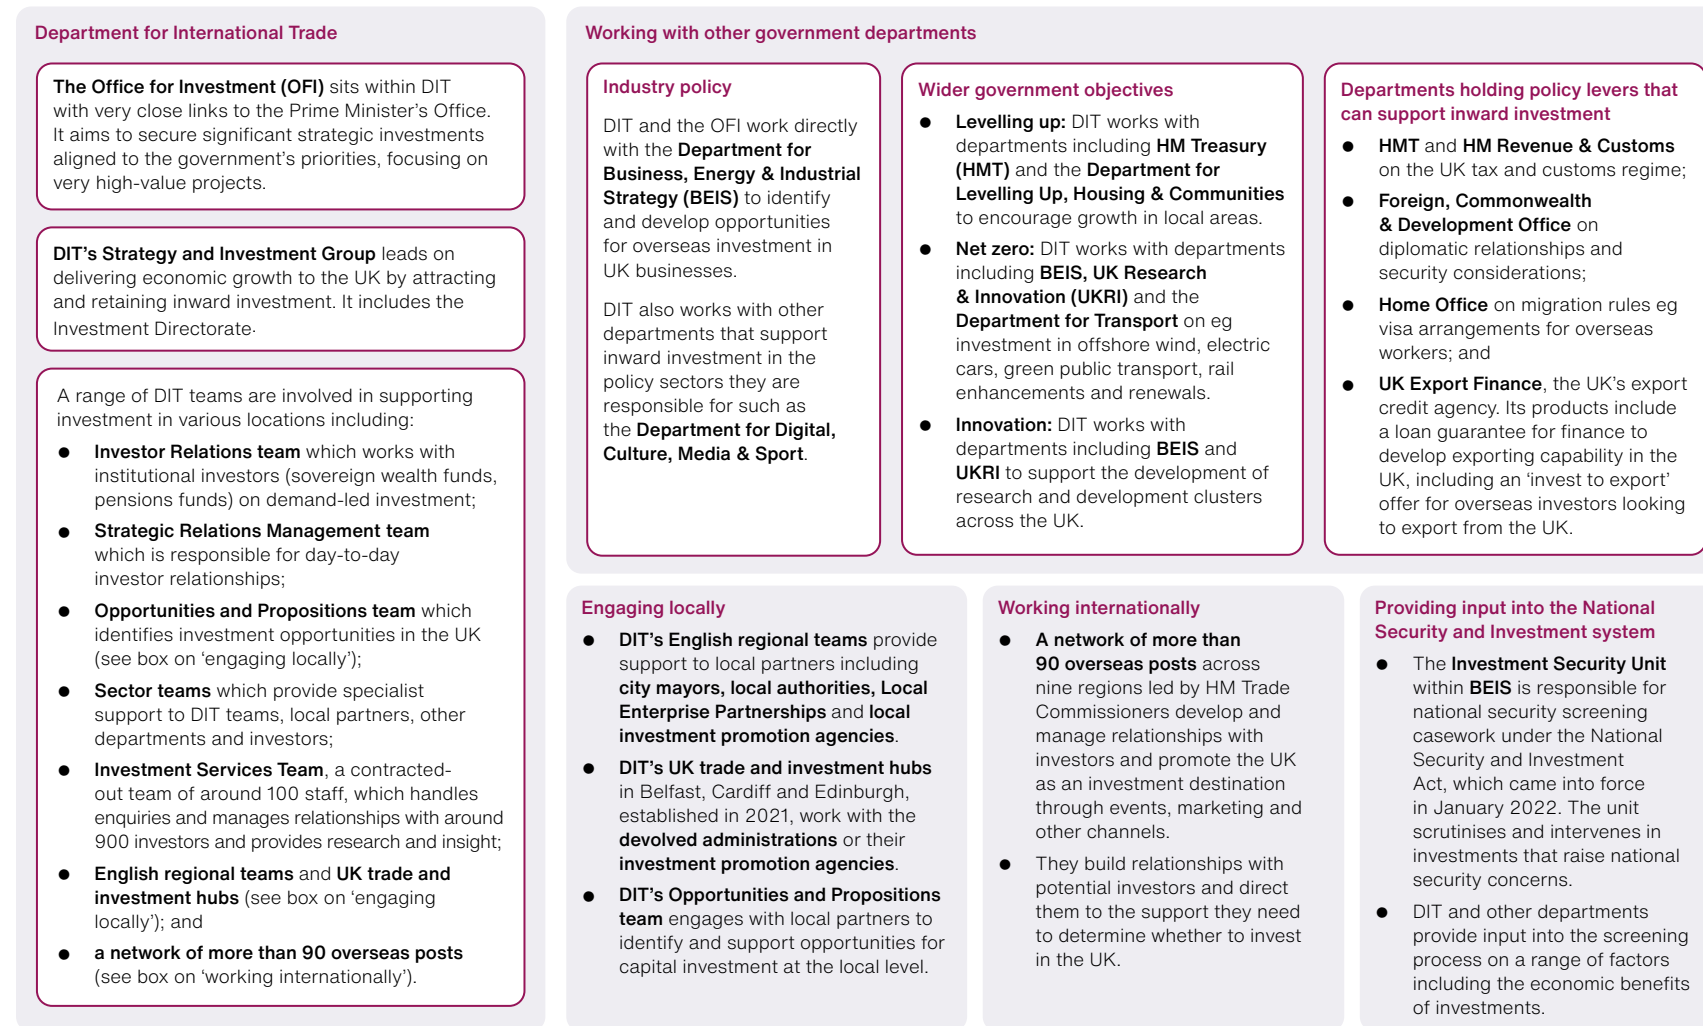 Department for International Trade
The Office for Investment (OFI) sits within DIT
with very close links to the Prime Minister's Office.
It aims to secure significant strategic investments
aligned to the government's priorities, focusing on
very high-value projects.
DIT's Strategy and Investment Group leads on
delivering economic growth to the UK by attracting
and retaining inward investment. It includes the
Investment Directorate.
A range of DIT teams are involved in supporting
investment in various locations including:
● Investor Relations team which works with
institutional investors (sovereign wealth funds,
pensions funds) on demand-led investment;
● Strategic Relations Management team
which is responsible for day-to-day
investor relationships;
● Opportunities and Propositions team which
identifies investment opportunities in the UK
(see box on 'engaging locally');
● Sector teams which provide specialist
support to DIT teams, local partners, other
departments and investors;
● Investment Services Team, a contracted-
out team of around 100 staff, which handles
enquiries and manages relationships with around
900 investors and provides research and insight;
● English regional teams and UK trade and
investment hubs (see box on 'engaging
locally'); and
● a network of more than 90 overseas posts
(see box on 'working internationally').
Working with other government departments
Industry policy
DIT and the OFI work directly
with the Department for
Business, Energy & Industrial
Strategy (BEIS) to identify
and develop opportunities
for overseas investment in
UK businesses.
DIT also works with other
departments that support
inward investment in the
policy sectors they are
responsible for such as
the Department for Digital,
Culture, Media & Sport.
Wider government objectives
● Levelling up: DIT works with
departments including HM Treasury
(HMT) and the Department for
Levelling Up, Housing & Communities
to encourage growth in local areas.
● Net zero: DIT works with departments
including BEIS, UK Research
& Innovation (UKRI) and the
Department for Transport on eg
investment in offshore wind, electric
cars, green public transport, rail
enhancements and renewals.
● Innovation: DIT works with
departments including BEIS and
UKRI to support the development of
research and development clusters
across the UK.
Departments holding policy levers that
can support inward investment
● HMT and HM Revenue & Customs
on the UK tax and customs regime;
● Foreign, Commonwealth
& Development Office on
diplomatic relationships and
security considerations;
● Home Office on migration rules eg
visa arrangements for overseas
workers; and
● UK Export Finance, the UK's export
credit agency. Its products include
a loan guarantee for finance to
develop exporting capability in the
UK, including an 'invest to export'
offer for overseas investors looking
to export from the UK.
Engaging locally
● DIT's English regional teams provide
support to local partners including
city mayors, local authorities, Local
Enterprise Partnerships and local
investment promotion agencies.
● DIT's UK trade and investment hubs
in Belfast, Cardiff and Edinburgh,
established in 2021, work with the
devolved administrations or their
investment promotion agencies.
● DIT's Opportunities and Propositions
team engages with local partners to
identify and support opportunities for
capital investment at the local level.
Working internationally
● A network of more than
90 overseas posts across
nine regions led by HM Trade
Commissioners develop and
manage relationships with
investors and promote the UK
as an investment destination
through events, marketing and
other channels.
● They build relationships with
potential investors and direct
them to the support they need
to determine whether to invest
in the UK.
Providing input into the National
Security and Investment system
● The Investment Security Unit
within BEIS is responsible for
national security screening
casework under the National
Security and Investment
Act, which came into force
in January 2022. The unit
scrutinises and intervenes in
investments that raise national
security concerns.
● DIT and other departments
provide input into the screening
process on a range of factors
including the economic benefits
of investments.